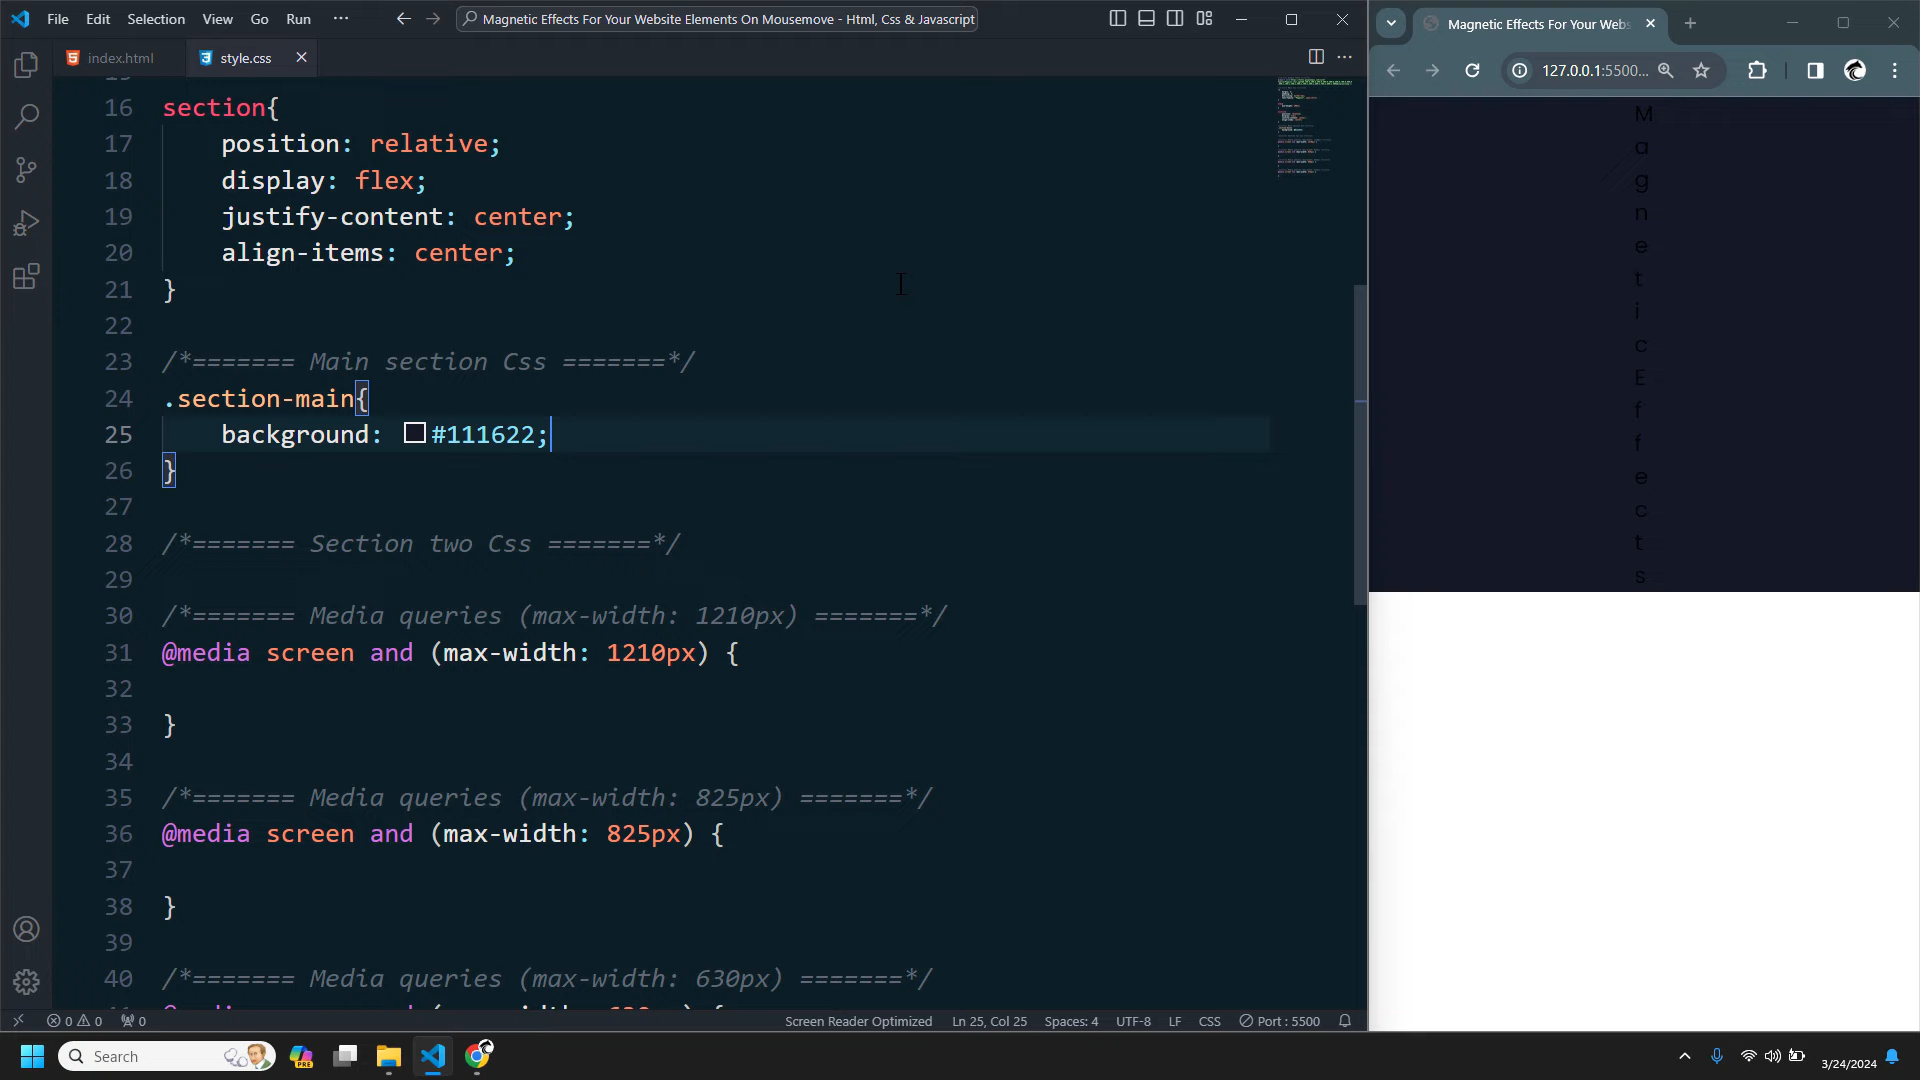 File Edit Selection View Go Run ···
Magnetic Effects For Your Website Elements On Mousemove - Html, Css & Javascript
index.html
style.css
16 section{
17 position: relative;
18 display: flex;
19 justify-content: center;
20 align-items: center;
21 }
22
23 /*======= Main section Css =======*/
24 .section-main{
25 background: #111622;
26 }
27
28 /*======= Section two Css =======*/
29
30 /*======= Media queries (max-width: 1210px) =======*/
31 @media screen and (max-width: 1210px) {
32
33 }
34
35 /*======= Media queries (max-width: 825px) =======*/
36 @media screen and (max-width: 825px) {
37
38 }
39
40 /*======= Media queries (max-width: 630px) =======*/
0 0 0
Screen Reader Optimized Ln 25, Col 25 Spaces: 4 UTF-8 LF CSS Port : 5500
Magnetic Effects For Your Web
127.0.0.1:5500...
M
a
g
n
e
t
i
c
E
f
f
e
c
t
s
Search
PRE
3/24/2024